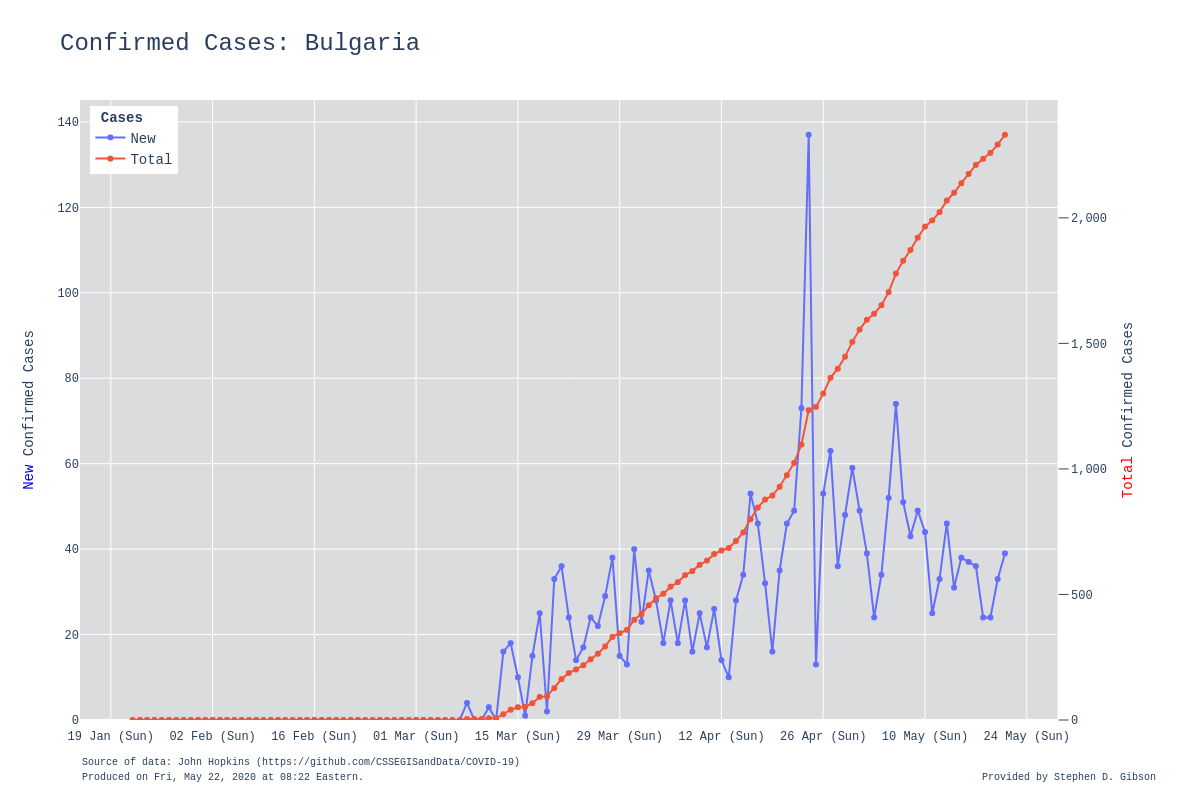 Confirmed Cases: Bulgaria
Cases
New
Total
140
120
100
80
60
40
20
0
2,000
1,500
1,000
500
0
New Confirmed Cases
Total Confirmed Cases
19 Jan (Sun) 02 Feb (Sun) 16 Feb (Sun) 01 Mar (Sun) 15 Mar (Sun) 29 Mar (Sun) 12 Apr (Sun) 26 Apr (Sun) 10 May (Sun) 24 May (Sun)
Source of data: John Hopkins (https://github.com/CSSEGISandData/COVID-19)
Produced on Fri, May 22, 2020 at 08:22 Eastern.
Provided by Stephen D. Gibson